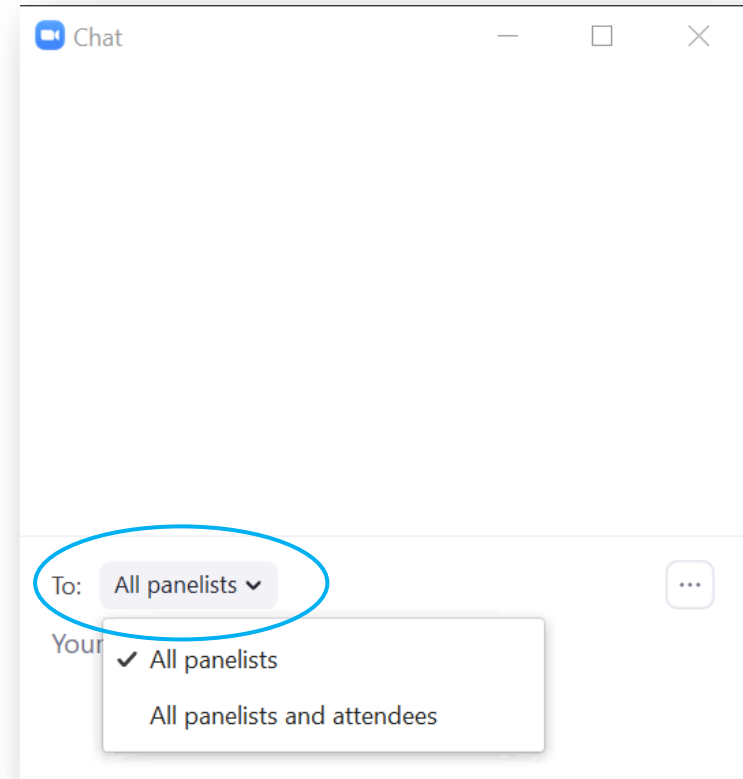 Chat
To: All panelists
Your
All panelists
All panelists and attendees